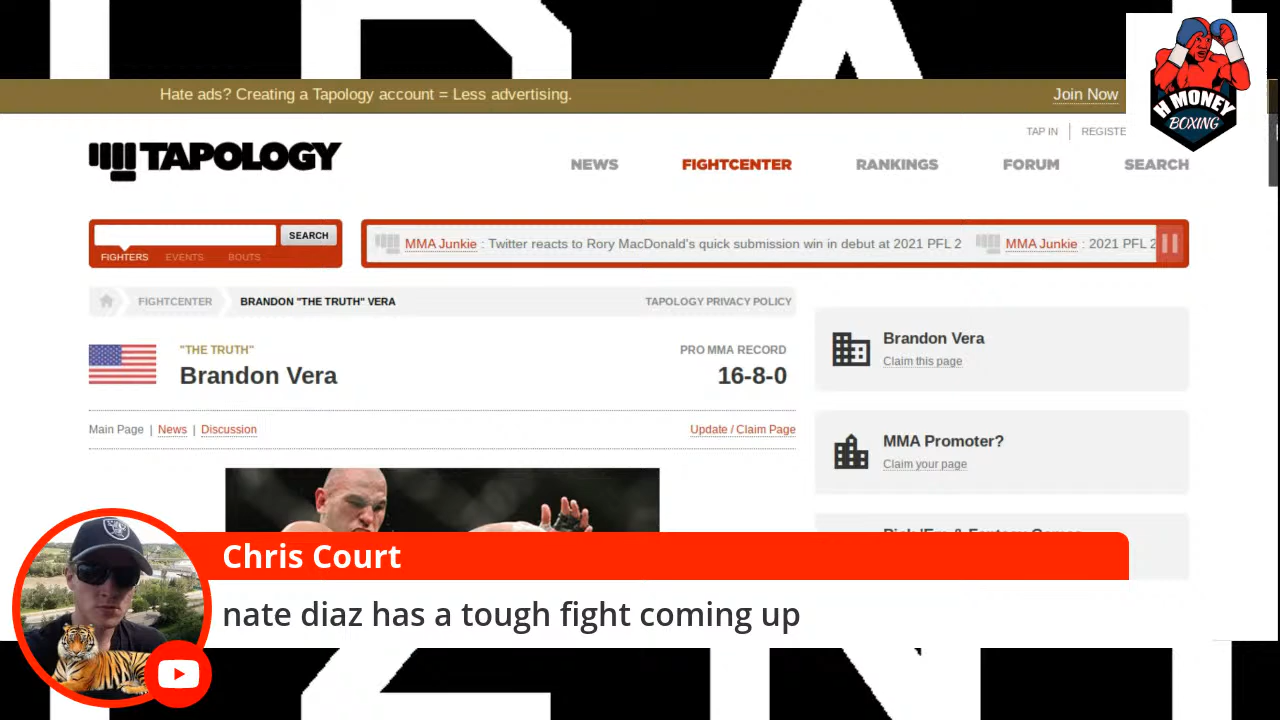 Hate ads? Creating a Tapology account = Less advertising.
Join Now
H MONEY
BOXING
TAP IN
REGISTE
TAPOLOGY
NEWS
FIGHTCENTER
RANKINGS
FORUM
SEARCH
SEARCH
FIGHTERS
EVENTS
BOUTS
MMA Junkie : Twitter reacts to Rory MacDonald's quick submission win in debut at 2021 PFL 2
MMA Junkie : 2021 PFL 2
FIGHTCENTER
BRANDON "THE TRUTH" VERA
TAPOLOGY PRIVACY POLICY
"THE TRUTH"
Brandon Vera
PRO MMA RECORD
16-8-0
Main Page | News | Discussion
Update / Claim Page
Brandon Vera
Claim this page
MMA Promoter?
Claim your page
Chris Court
nate diaz has a tough fight coming up